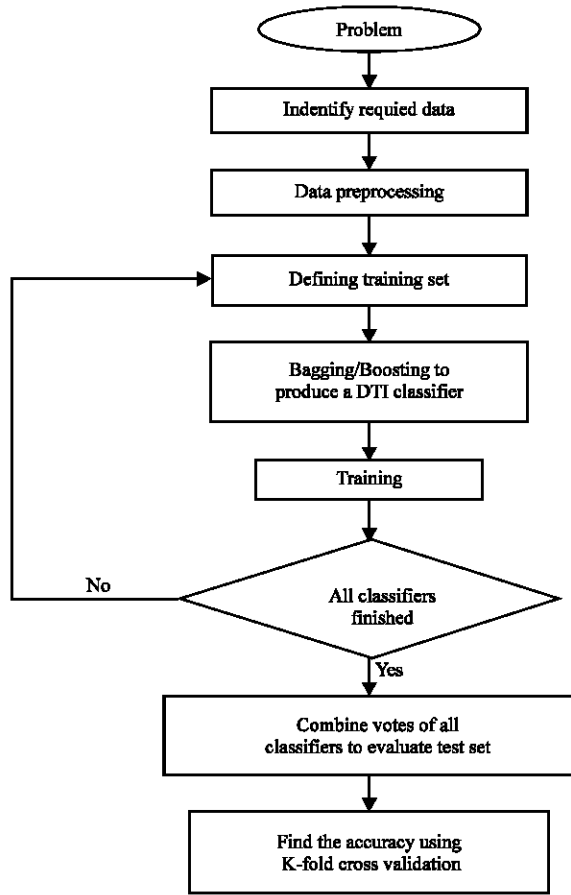 Problem
Indentify requied data
Data preprocessing
Defining training set
Bagging/Boosting to
produce a DTI classifier
Training
All classifiers
finished
No
Yes
Combine votes of all
classifiers to evaluate test set
Find the accuracy using
K-fold cross validation